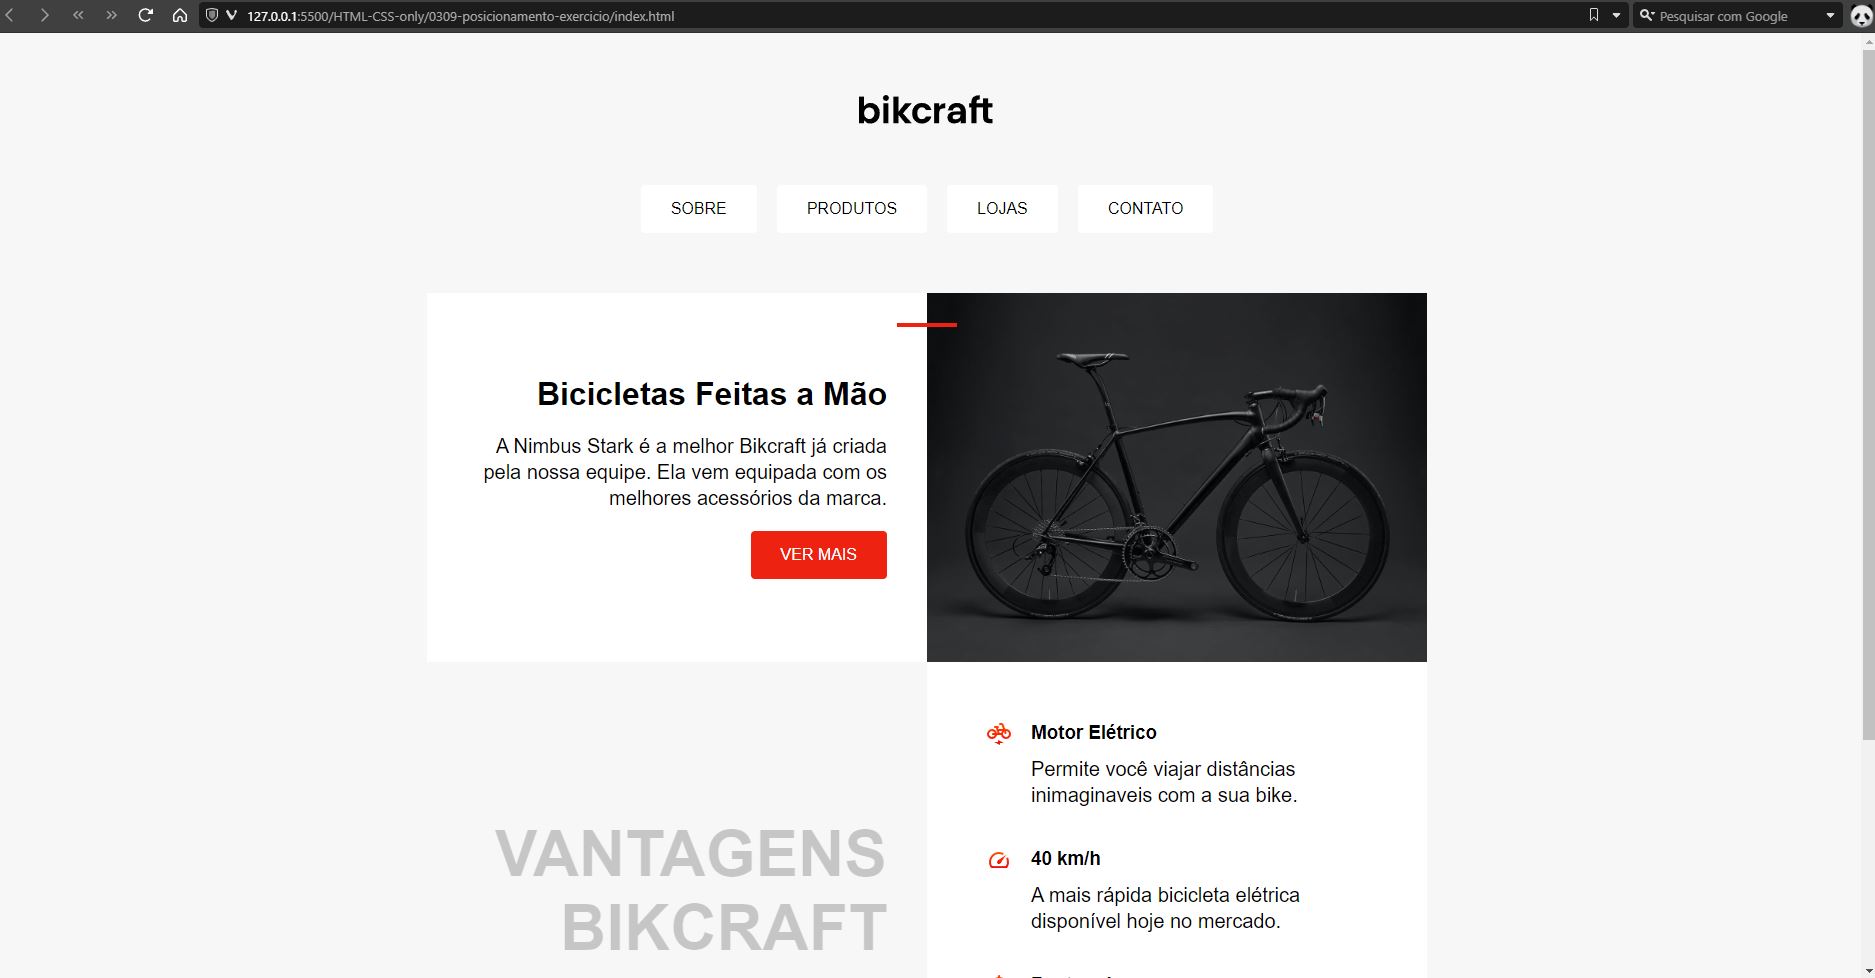 127.0.0.1:5500/HTML-CSS-only/0309-posicionamento-exercicio/index.html
Pesquisar com Google
bikcraft
SOBRE
PRODUTOS
LOJAS
CONTATO
Bicicletas Feitas a Mão
A Nimbus Stark é a melhor Bikcraft já criada
pela nossa equipe. Ela vem equipada com os
melhores acessórios da marca.
VER MAIS
VANTAGENS
BIKCRAFT
Motor Elétrico
Permite você viajar distâncias
inimaginaveis com a sua bike.
40 km/h
A mais rápida bicicleta elétrica
disponível hoje no mercado.